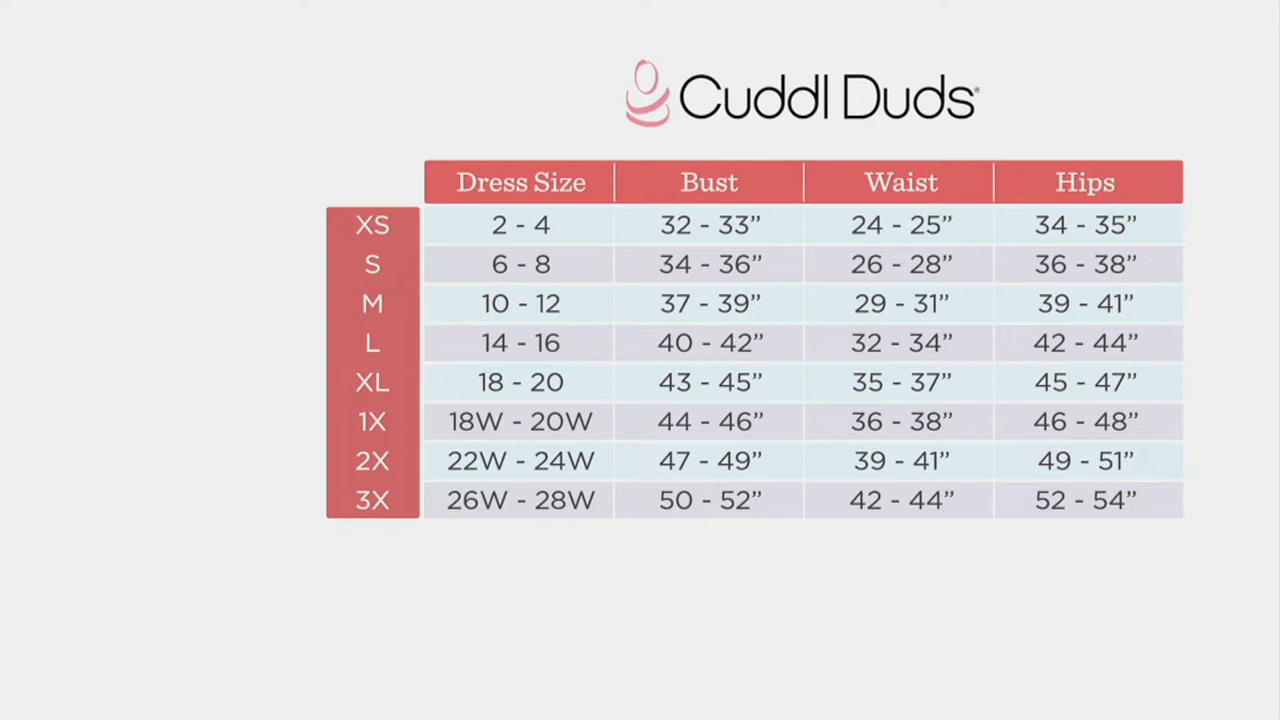 Cuddl Duds®
Dress Size Bust Waist Hips
XS 2 - 4 32 - 33” 24 - 25” 34 - 35”
S 6 - 8 34 - 36” 26 - 28” 36 - 38”
M 10 - 12 37 - 39” 29 - 31” 39 - 41”
L 14 - 16 40 - 42” 32 - 34” 42 - 44”
XL 18 - 20 43 - 45” 35 - 37” 45 - 47”
1X 18W - 20W 44 - 46” 36 - 38” 46 - 48”
2X 22W - 24W 47 - 49” 39 - 41” 49 - 51”
3X 26W - 28W 50 - 52” 42 - 44” 52 - 54”